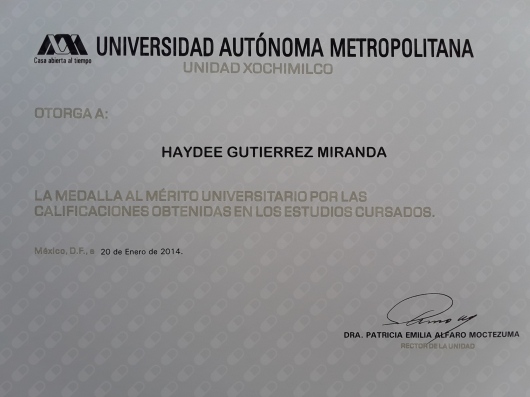 UNIVERSIDAD AUTÓNOMA METROPOLITANA
Casa abierta al tiempo
UNIDAD XOCHIMILCO
OTORGA A:
HAYDEE GUTIERREZ MIRANDA
LA MEDALLA AL MÉRITO UNIVERSITARIO POR LAS
CALIFICACIONES OBTENIDAS EN LOS ESTUDIOS CURSADOS.
México, D.F., a 20 de Enero de 2014.
DRA. PATRICIA EMILIA ALFARO MOCTEZUMA
RECTOR DE LA UNIDAD